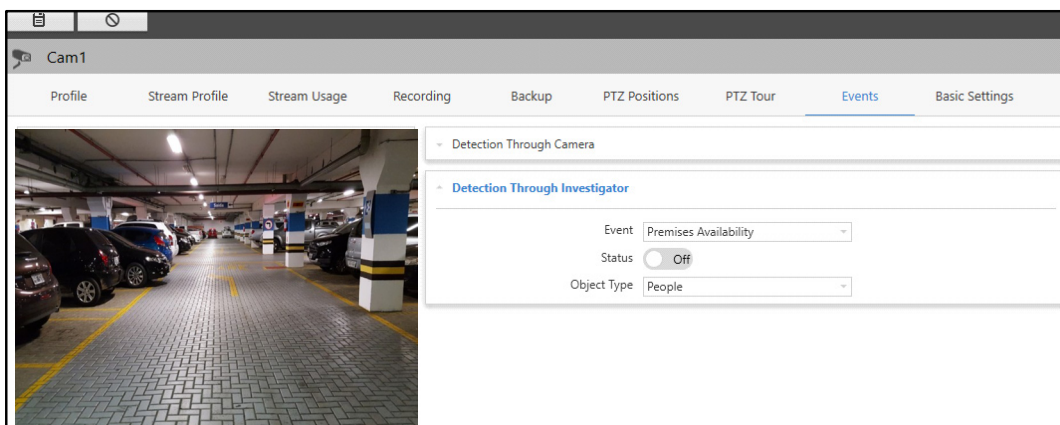 Cam1
Profile Stream Profile Stream Usage Recording Backup PTZ Positions PTZ Tour Events Basic Settings
Detection Through Camera
Detection Through Investigator
Event Premises Availability
Status Off
Object Type People